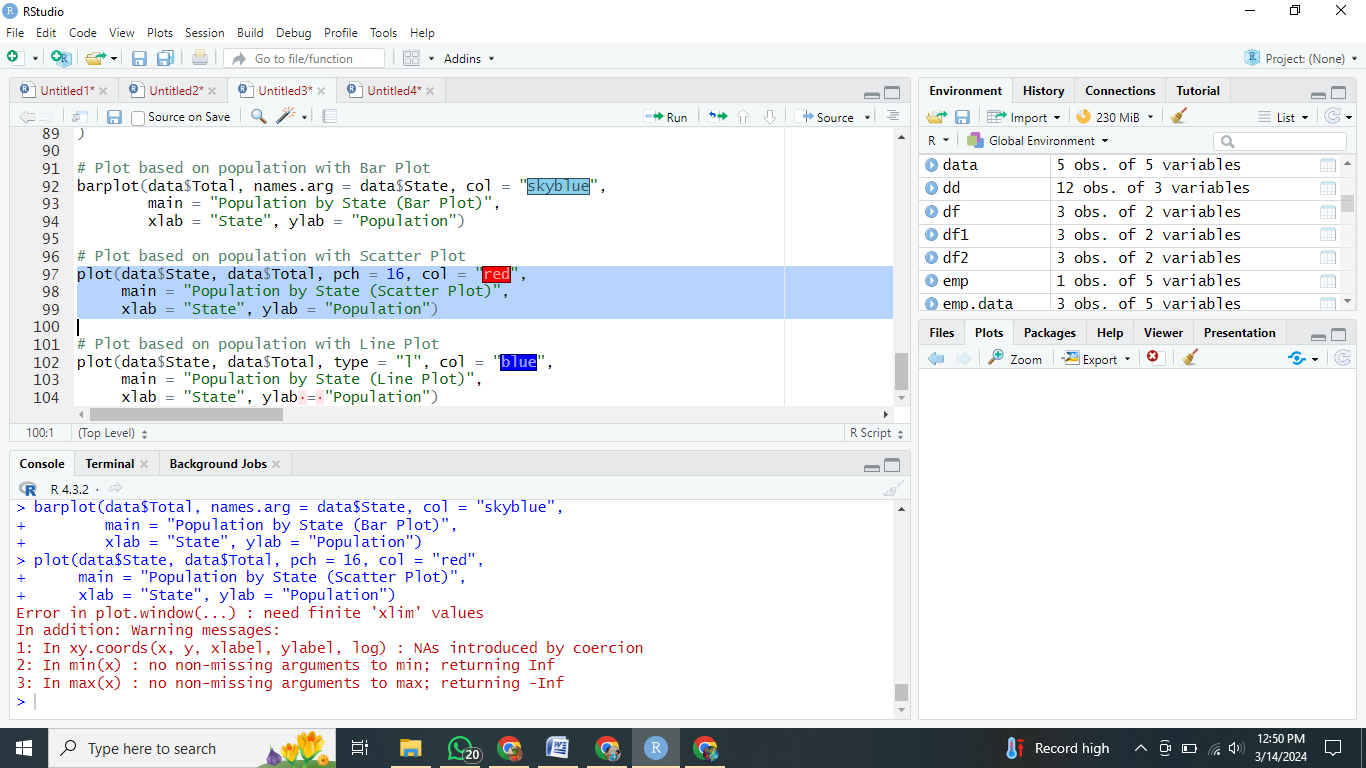 RStudio
File Edit Code View Plots Session Build Debug Profile Tools Help
Go to file/function Addins Project: (None)
Untitled1* Untitled2* Untitled3* Untitled4*
Source on Save Run Source
89 )
90
91 # Plot based on population with Bar Plot
92 barplot(data$Total, names.arg = data$State, col = "skyblue",
93 main = "Population by State (Bar Plot)",
94 xlab = "State", ylab = "Population")
95
96 # Plot based on population with Scatter Plot
97 plot(data$State, data$Total, pch = 16, col = "red",
98 main = "Population by State (Scatter Plot)",
99 xlab = "State", ylab = "Population")
100
101 # Plot based on population with Line Plot
102 plot(data$State, data$Total, type = "l", col = "blue",
103 main = "Population by State (Line Plot)",
104 xlab = "State", ylab = "Population")
100:1 (Top Level) R Script
Console Terminal Background Jobs
R 4.3.2 ·
> barplot(data$Total, names.arg = data$State, col = "skyblue",
+ main = "Population by State (Bar Plot)",
+ xlab = "State", ylab = "Population")
> plot(data$State, data$Total, pch = 16, col = "red",
+ main = "Population by State (Scatter Plot)",
+ xlab = "State", ylab = "Population")
Error in plot.window(...) : need finite 'xlim' values
In addition: Warning messages:
1: In xy.coords(x, y, xlabel, ylabel, log) : NAs introduced by coercion
2: In min(x) : no non-missing arguments to min; returning Inf
3: In max(x) : no non-missing arguments to max; returning -Inf
>
Environment History Connections Tutorial
Import 230 MiB List
R Global Environment
data 5 obs. of 5 variables
dd 12 obs. of 3 variables
df 3 obs. of 2 variables
df1 3 obs. of 2 variables
df2 3 obs. of 2 variables
emp 1 obs. of 5 variables
emp.data 3 obs. of 5 variables
Files Plots Packages Help Viewer Presentation
Zoom Export
Type here to search
20
Record high
12:50 PM
3/14/2024